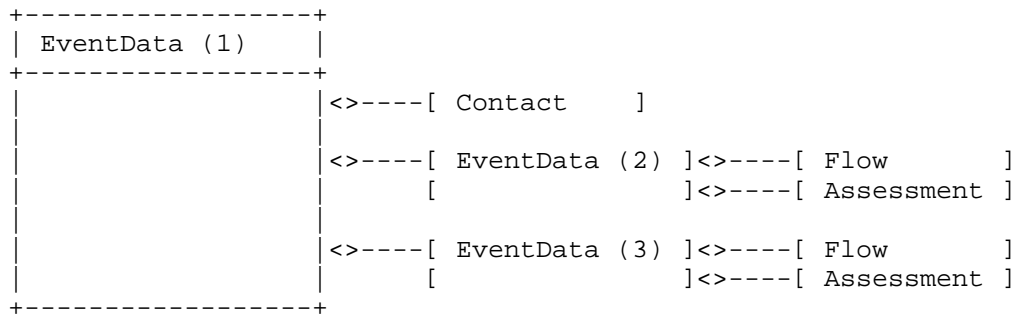 +------------------+
| EventData (1)    |
+------------------+
|                  |<>----[ Contact    ]
|                  |
|                  |<>----[ EventData (2) ]<>----[ Flow       ]
|                  |      [               ]<>----[ Assessment ]
|                  |
|                  |<>----[ EventData (3) ]<>----[ Flow       ]
|                  |      [               ]<>----[ Assessment ]
+------------------+